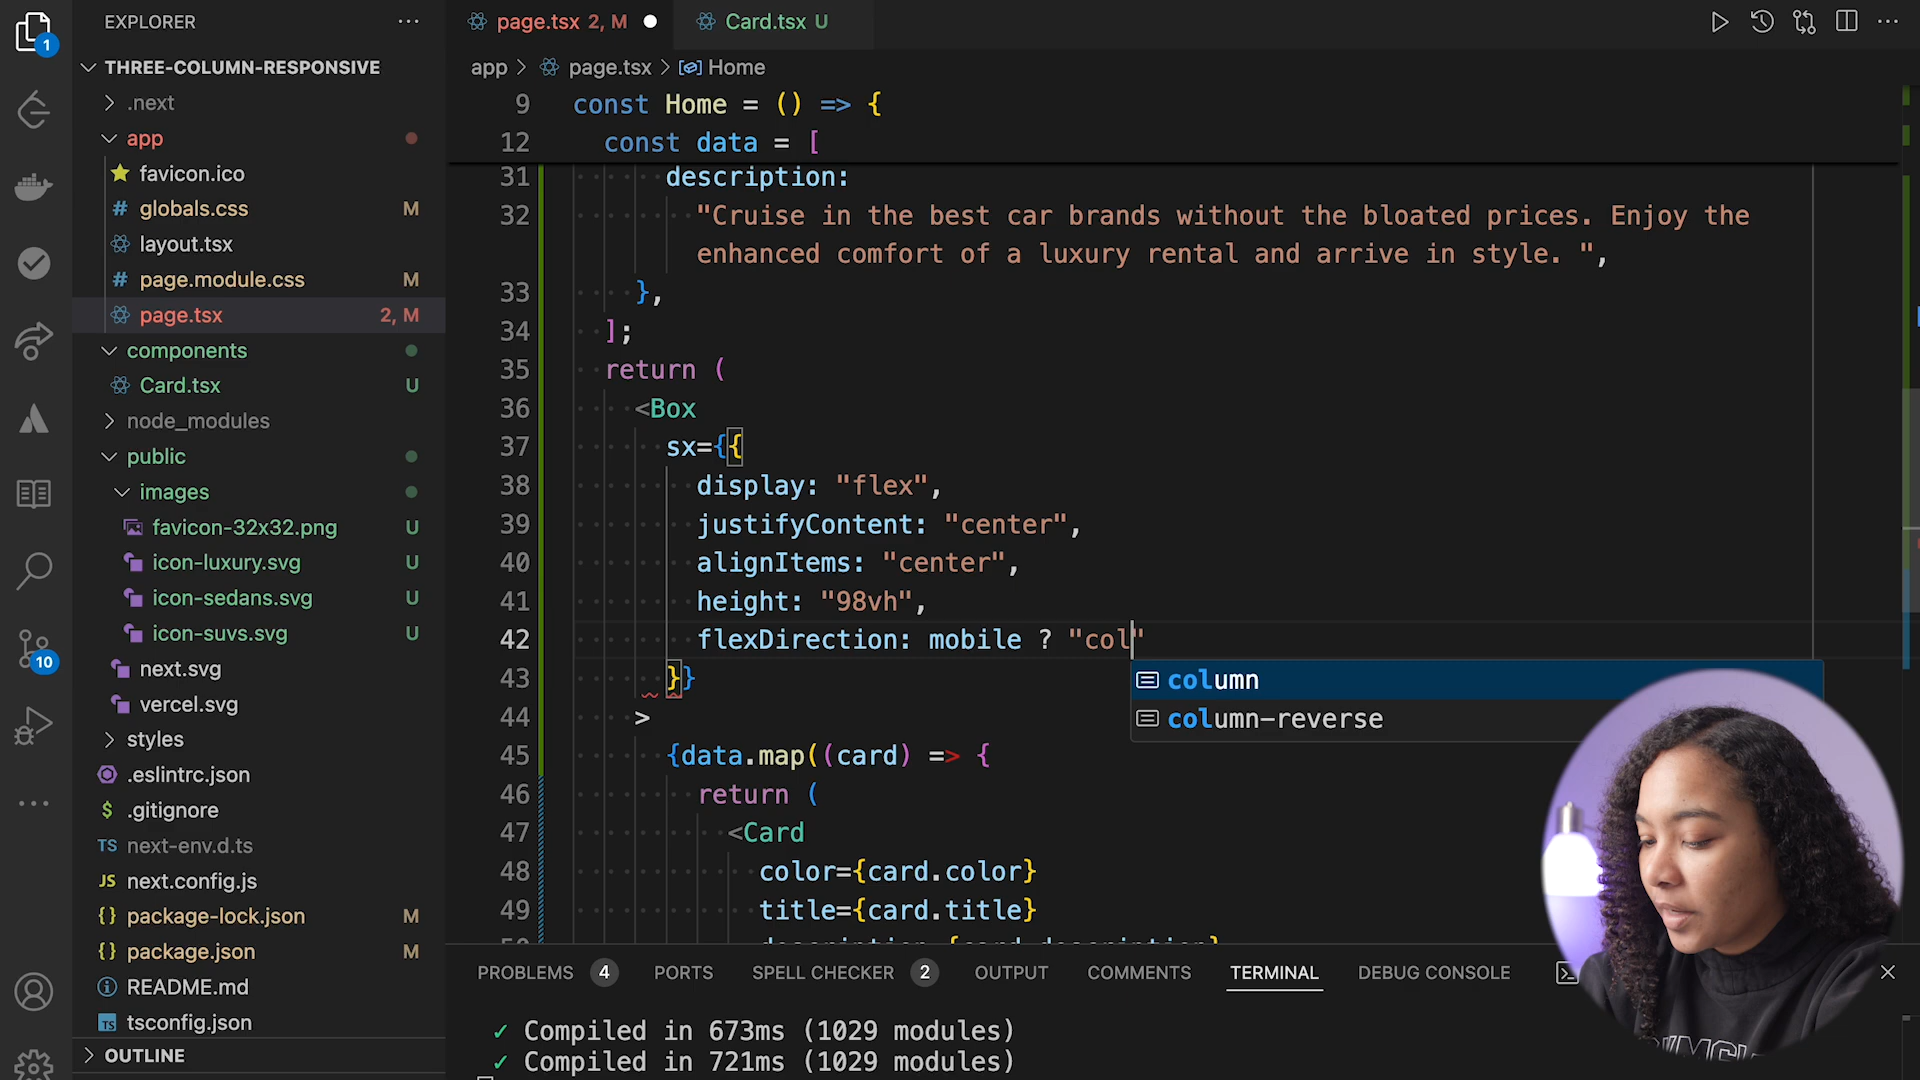 1
EXPLORER
THREE-COLUMN-RESPONSIVE
.next
app
favicon.ico
# globals.css M
layout.tsx
# page.module.css M
page.tsx 2, M
components
Card.tsx U
node_modules
public
images
favicon-32x32.png U
icon-luxury.svg U
icon-sedans.svg U
icon-suvs.svg U
10
next.svg
vercel.svg
styles
.eslintrc.json
$ .gitignore
TS next-env.d.ts
JS next.config.js
{} package-lock.json M
{} package.json M
README.md
TS tsconfig.json
OUTLINE
page.tsx 2, M
Card.tsx U
app > page.tsx > Home
9 const Home = () => {
12 const data = [
31 description:
32 "Cruise in the best car brands without the bloated prices. Enjoy the
enhanced comfort of a luxury rental and arrive in style. ",
33 },
34 ];
35 return (
36 <Box
37 sx={{
38 display: "flex",
39 justifyContent: "center",
40 alignItems: "center",
41 height: "98vh",
42 flexDirection: mobile ? "col"
column
column-reverse
43 }}
44 >
45 {data.map((card) => {
46 return (
47 <Card
48 color={card.color}
49 title={card.title}
PROBLEMS 4 PORTS SPELL CHECKER 2 OUTPUT COMMENTS TERMINAL DEBUG CONSOLE
✓ Compiled in 673ms (1029 modules)
✓ Compiled in 721ms (1029 modules)